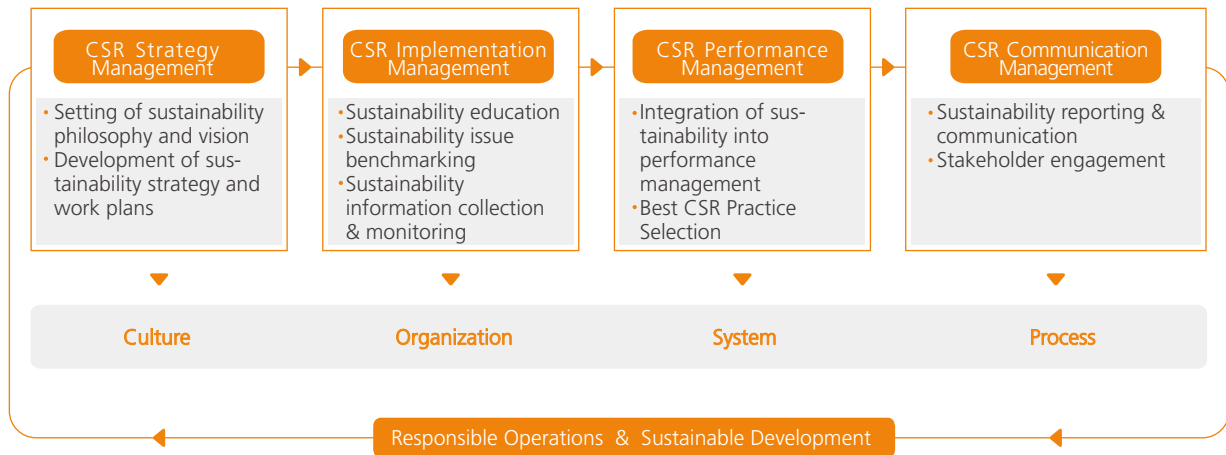 CSR Strategy
Management
• Setting of sustainability
philosophy and vision
• Development of sus-
tainability strategy and
work plans
CSR Implementation
Management
• Sustainability education
• Sustainability issue
benchmarking
• Sustainability
information collection
& monitoring
CSR Performance
Management
• Integration of sus-
tainability into
performance
management
• Best CSR Practice
Selection
CSR Communication
Management
• Sustainability reporting &
communication
• Stakeholder engagement
Culture
Organization
System
Process
Responsible Operations & Sustainable Development